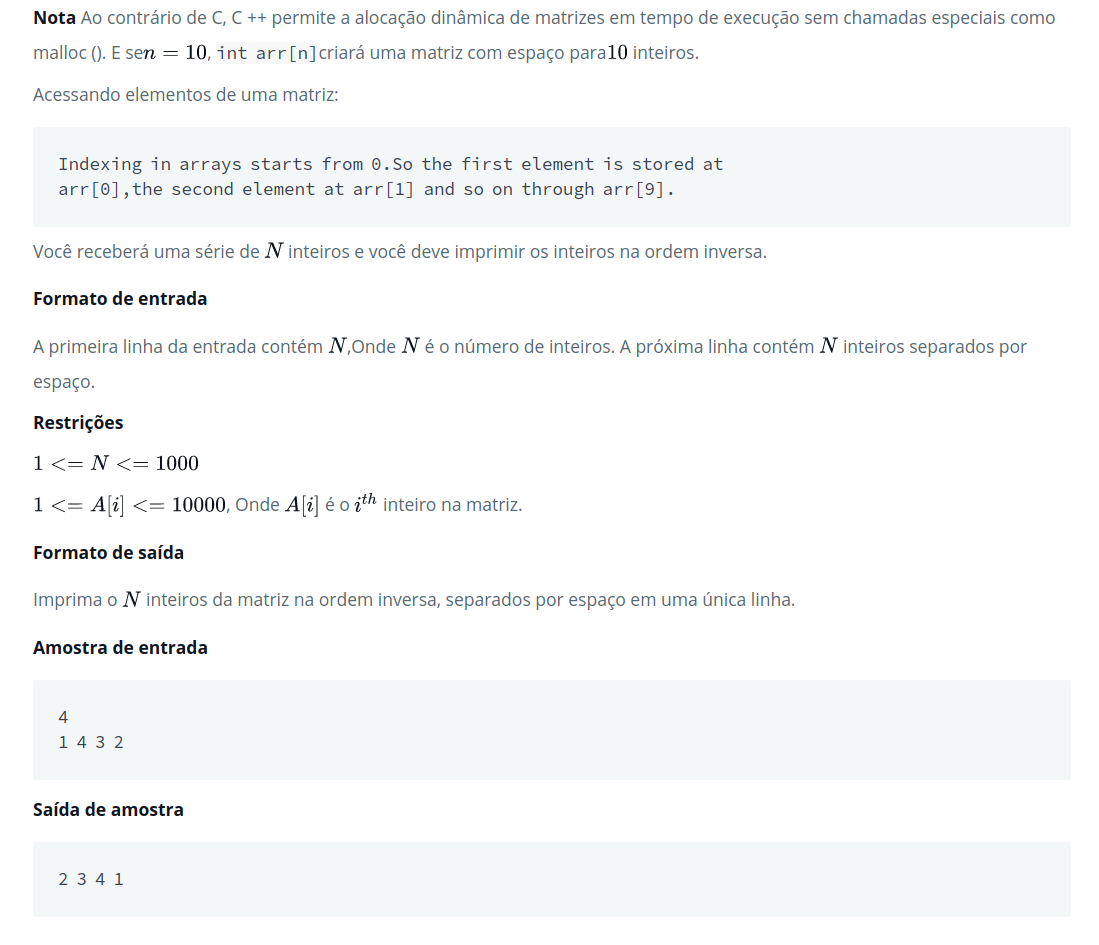 Nota Ao contrário de C, C ++ permite a alocação dinâmica de matrizes em tempo de execução sem chamadas especiais como
malloc (). E sen = 10, int arr[n]criará uma matriz com espaço para10 inteiros.
Acessando elementos de uma matriz:
Indexing in arrays starts from 0.So the first element is stored at
arr[0],the second element at arr[1] and so on through arr[9].
Você receberá uma série de N inteiros e você deve imprimir os inteiros na ordem inversa.
Formato de entrada
A primeira linha da entrada contém N,Onde N é o número de inteiros. A próxima linha contém N inteiros separados por
espaço.
Restrições
1 <= N <= 1000
1 <= A[i] <= 10000, Onde A[i] é o i^th inteiro na matriz.
Formato de saída
Imprima o N inteiros da matriz na ordem inversa, separados por espaço em uma única linha.
Amostra de entrada
4
1 4 3 2
Saída de amostra
2 3 4 1